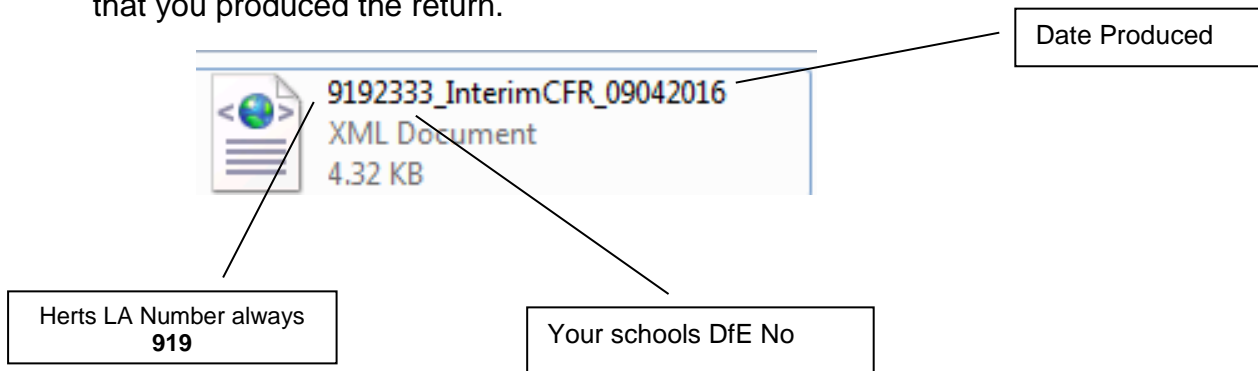 that you produced the return.
Date Produced
9192333_InterimCFR_09042016
XML Document
4.32 KB
Herts LA Number always
919
Your schools DfE No